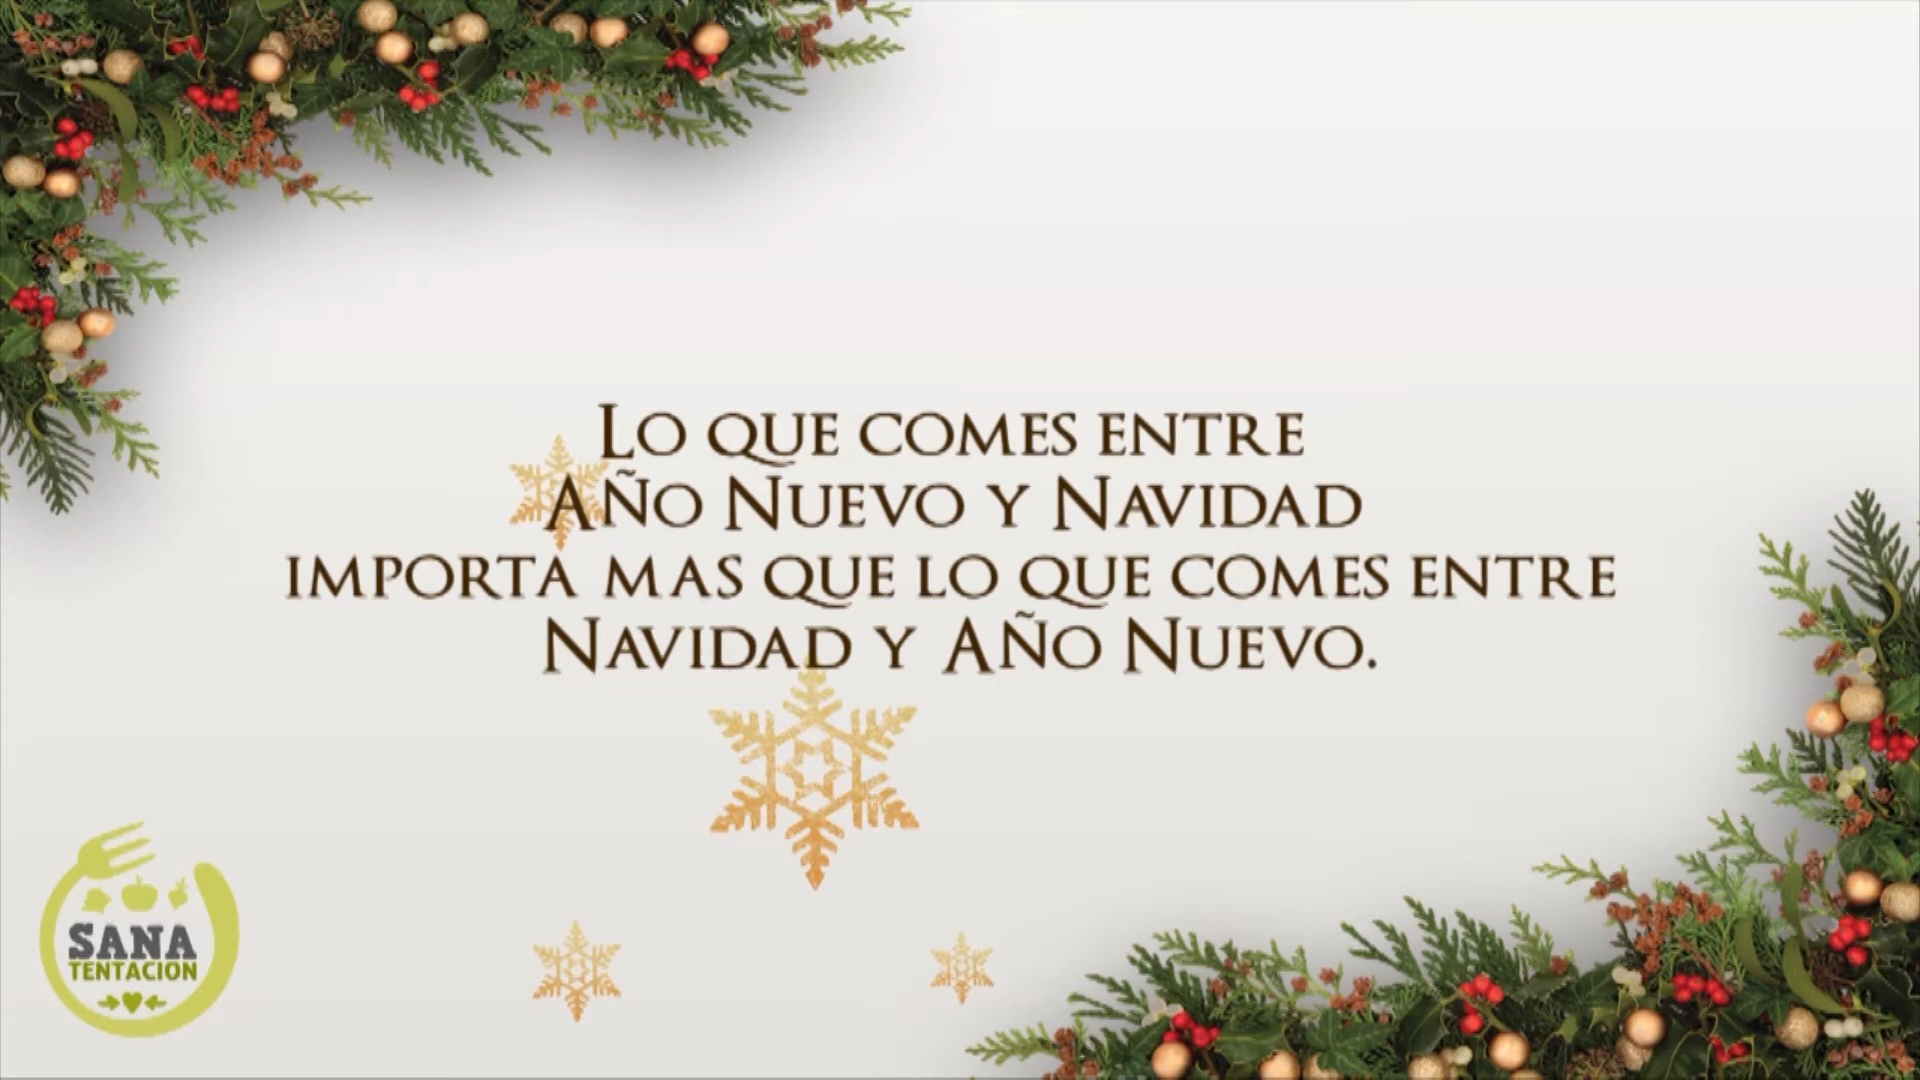 Lo que comes entre
Año Nuevo y Navidad
importa mas que lo que comes entre
Navidad y Año Nuevo.
SANA
TENTACION